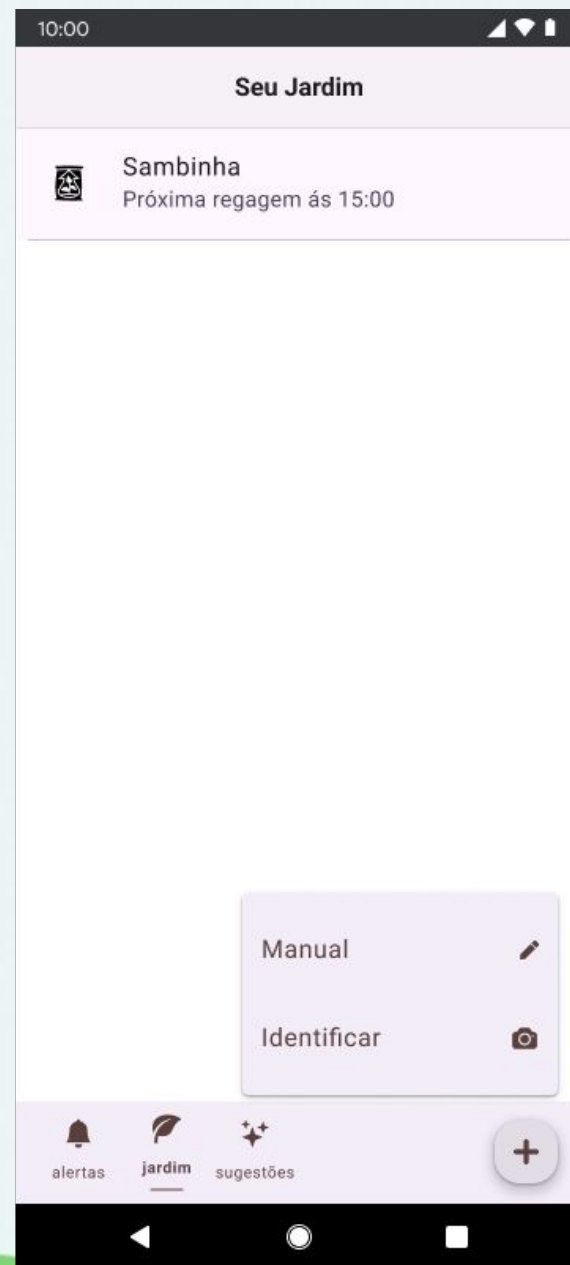 10:00
Seu Jardim
Sambinha
Próxima regagem ás 15:00
Manual
Identificar
alertas
jardim
sugestões